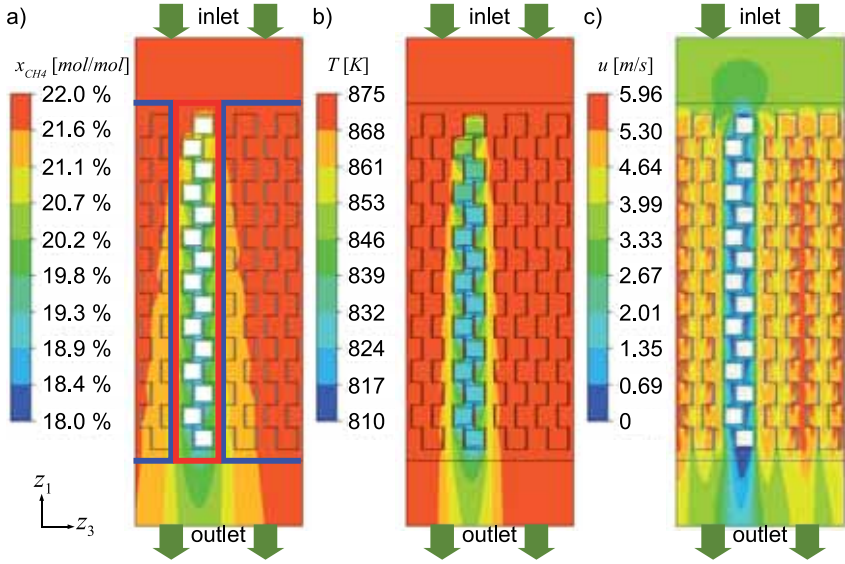 a)
inlet
x_CH4 [mol/mol]
22.0 %
21.6 %
21.1 %
20.7 %
20.2 %
19.8 %
19.3 %
18.9 %
18.4 %
18.0 %
z_1
z_3
outlet
b)
inlet
T [K]
875
868
861
853
846
839
832
824
817
810
outlet
c)
inlet
u [m/s]
5.96
5.30
4.64
3.99
3.33
2.67
2.01
1.35
0.69
0
outlet